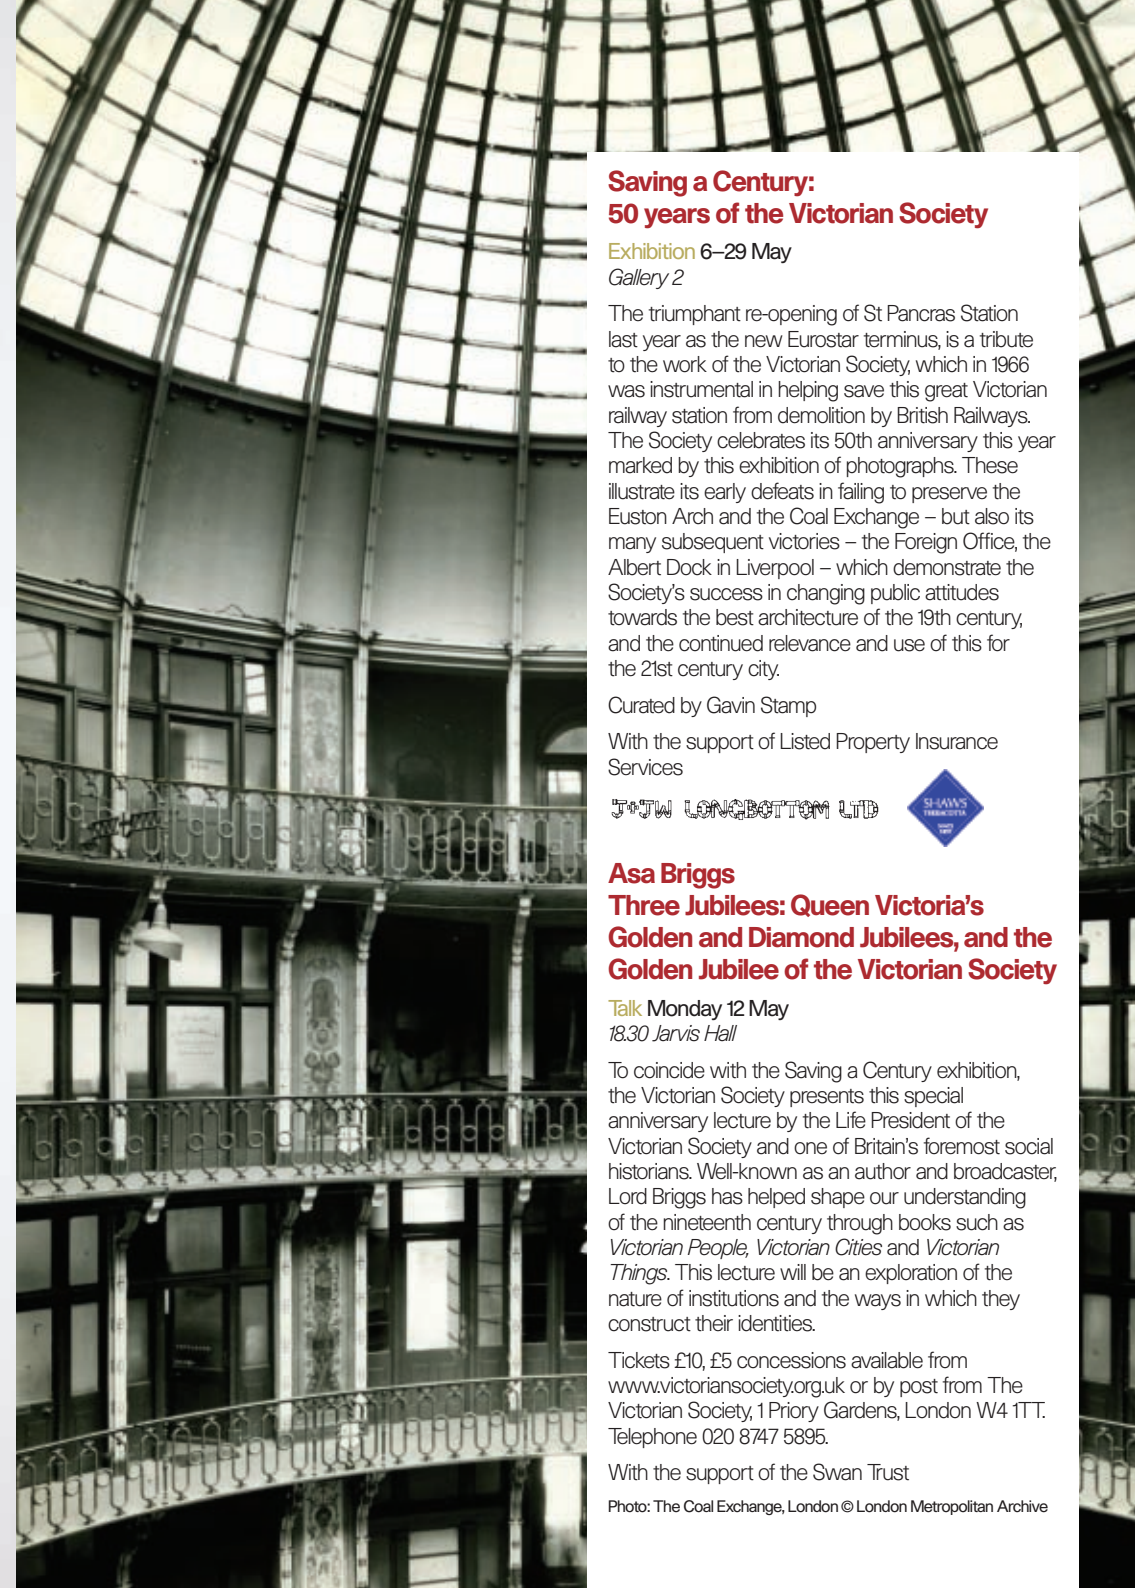 Saving a Century:
50 years of the Victorian Society
Exhibition 6–29 May
Gallery 2
The triumphant re-opening of St Pancras Station
last year as the new Eurostar terminus, is a tribute
to the work of the Victorian Society, which in 1966
was instrumental in helping save this great Victorian
railway station from demolition by British Railways.
The Society celebrates its 50th anniversary this year
marked by this exhibition of photographs. These
illustrate its early defeats in failing to preserve the
Euston Arch and the Coal Exchange – but also its
many subsequent victories – the Foreign Office, the
Albert Dock in Liverpool – which demonstrate the
Society's success in changing public attitudes
towards the best architecture of the 19th century,
and the continued relevance and use of this for
the 21st century city.
Curated by Gavin Stamp
With the support of Listed Property Insurance
Services
J+JW LONGBOTTOM LTD
SHAWS
TERRACOTTA
Asa Briggs
Three Jubilees: Queen Victoria's
Golden and Diamond Jubilees, and the
Golden Jubilee of the Victorian Society
Talk Monday 12 May
18.30 Jarvis Hall
To coincide with the Saving a Century exhibition,
the Victorian Society presents this special
anniversary lecture by the Life President of the
Victorian Society and one of Britain's foremost social
historians. Well-known as an author and broadcaster,
Lord Briggs has helped shape our understanding
of the nineteenth century through books such as
Victorian People, Victorian Cities and Victorian
Things. This lecture will be an exploration of the
nature of institutions and the ways in which they
construct their identities.
Tickets £10, £5 concessions available from
www.victoriansociety.org.uk or by post from The
Victorian Society, 1 Priory Gardens, London W4 1TT.
Telephone 020 8747 5895.
With the support of the Swan Trust
Photo: The Coal Exchange, London © London Metropolitan Archive